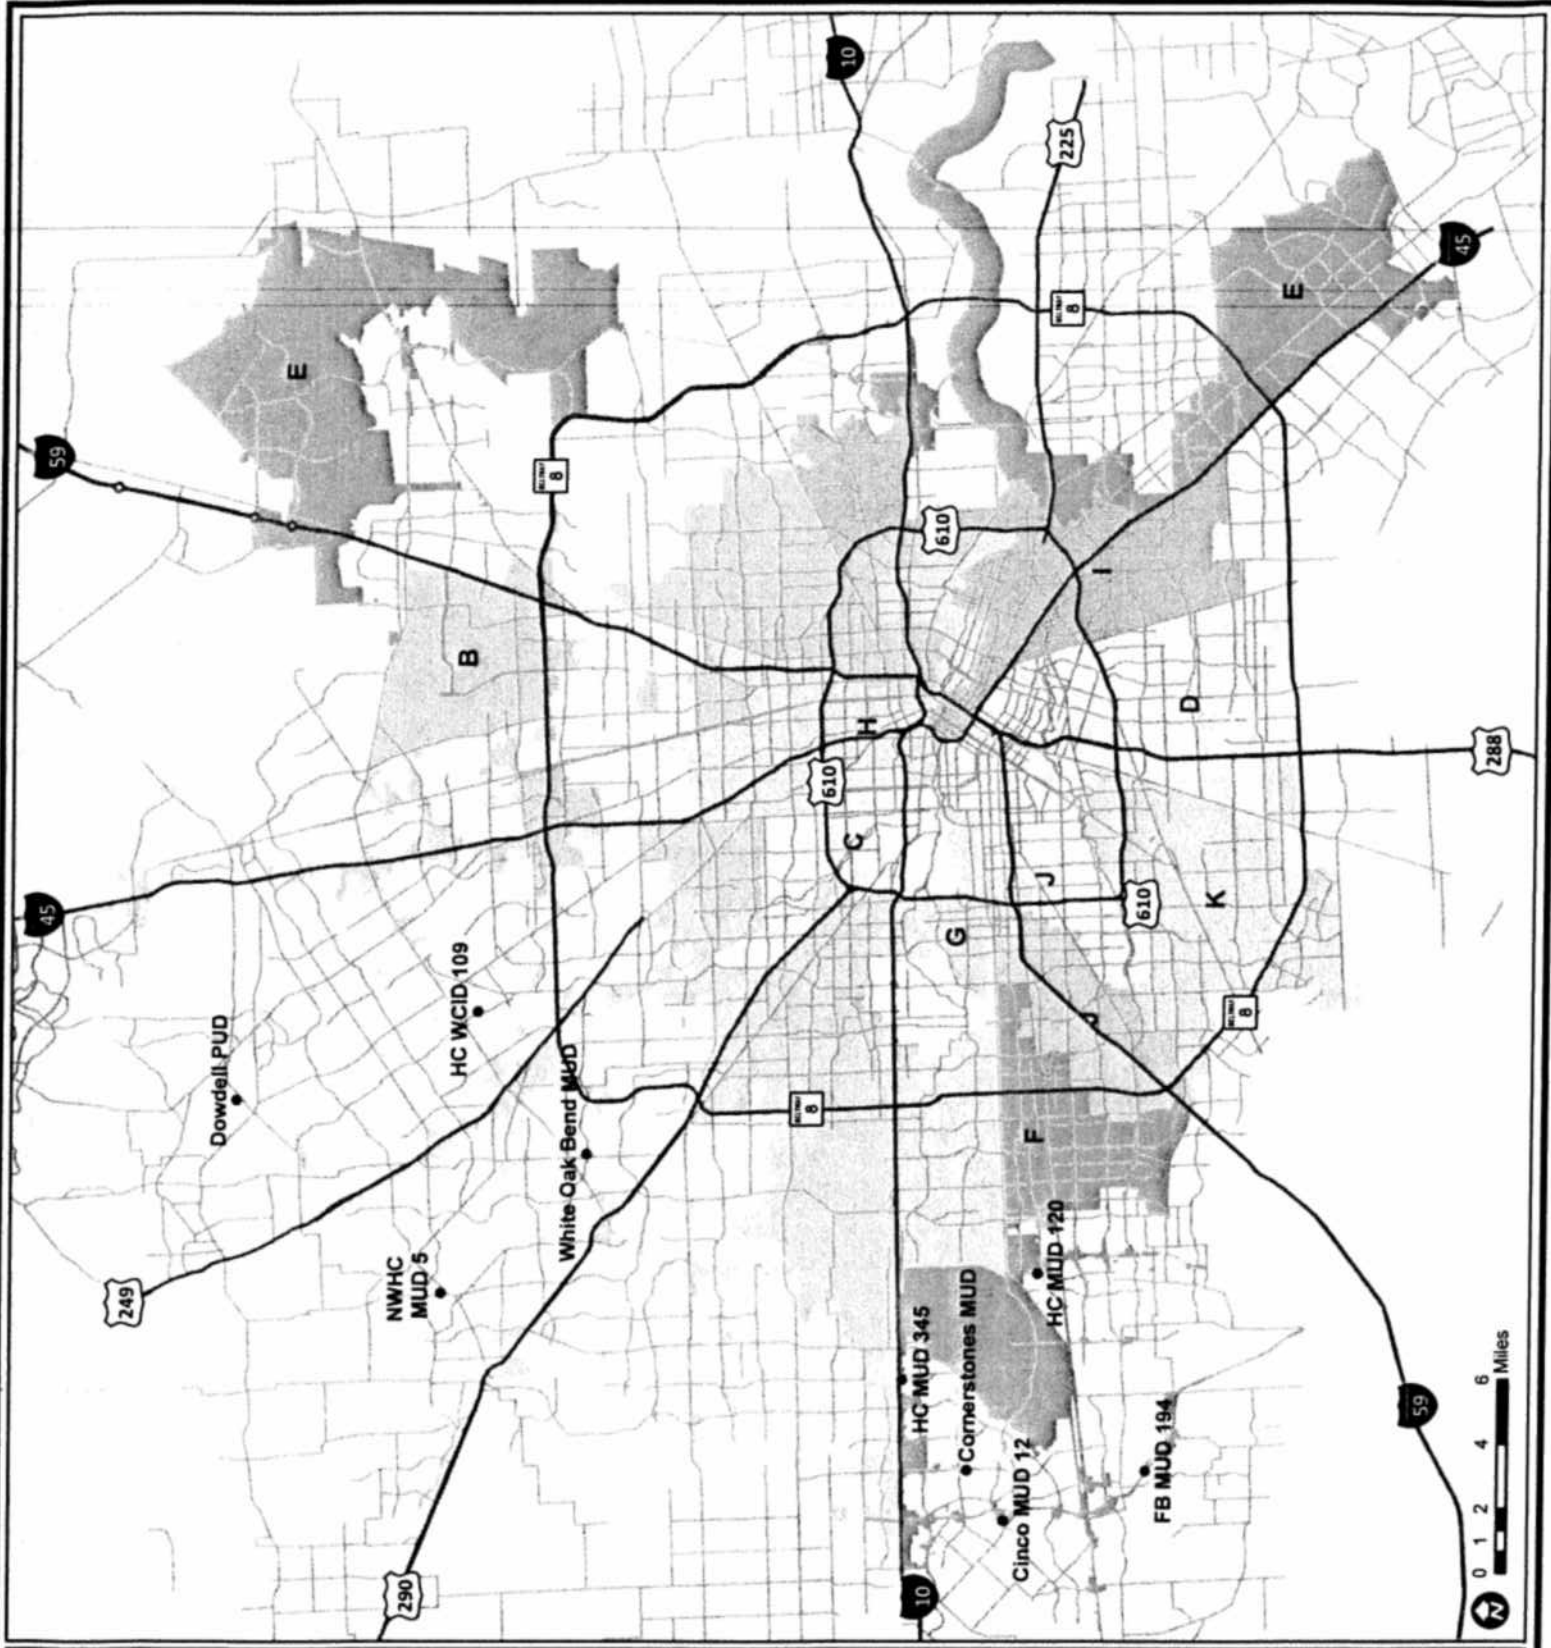 45
59
249
Dowdell PUD
E
290
NWHC
MUD 5
HC WCID 109
B
8
White Oak Bend MUD
8
610
10
C
H
10
HC MUD 345
610
G
Cornerstones MUD
Cinco MUD 12
F
J
HC MUD 120
225
8
J
I
610
FB MUD 194
D
K
8
E
59
45
288
N
0 1 2 4 6
Miles